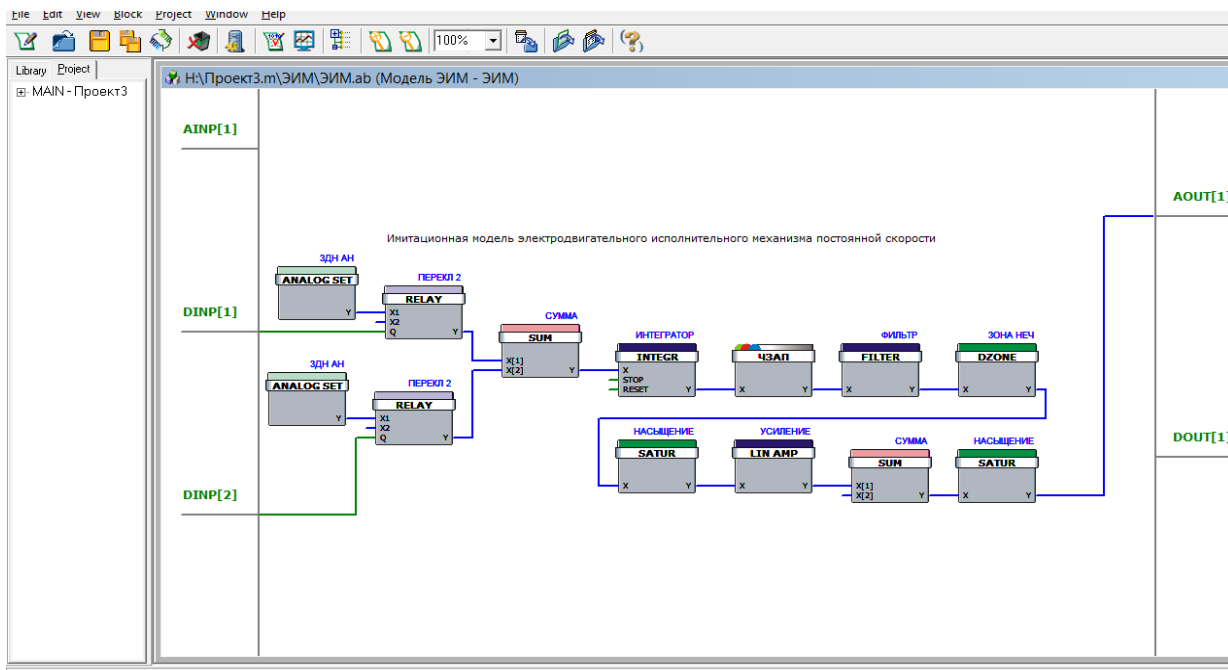 File Edit View Block Project Window Help
100%
Library Project
MAIN - Проект3
H:\Проект3.m\ЭИМ\ЭИМ.ab (Модель ЭИМ - ЭИМ)
AINP[1]
AOUT[1]
Имитационная модель электродвигательного исполнительного механизма постоянной скорости
ЗДН АН
ANALOG SET
Y
ПЕРЕКЛ 2
RELAY
X1
X2
Q Y
DINP[1]
СУММА
SUM
X[1]
X[2] Y
ИНТЕГРАТОР
INTEGR
X
STOP
RESET Y
ЧЗАП
X Y
ФИЛЬТР
FILTER
X Y
ЗОНА НЕЧ
DZONE
X Y
ЗДН АН
ANALOG SET
Y
ПЕРЕКЛ 2
RELAY
X1
X2
Q Y
НАСЫЩЕНИЕ
SATUR
X Y
УСИЛЕНИЕ
LIN AMP
X Y
СУММА
SUM
X[1]
X[2] Y
НАСЫЩЕНИЕ
SATUR
X Y
DOUT[1]
DINP[2]